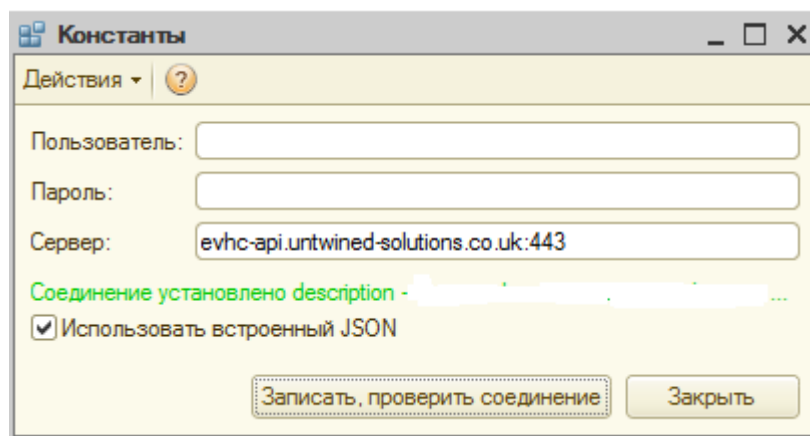 Константы
Действия
?
Пользователь:
Пароль:
Сервер: evhc-api.untwined-solutions.co.uk:443
Соединение установлено description - ...
Использовать встроенный JSON
Записать, проверить соединение Закрыть